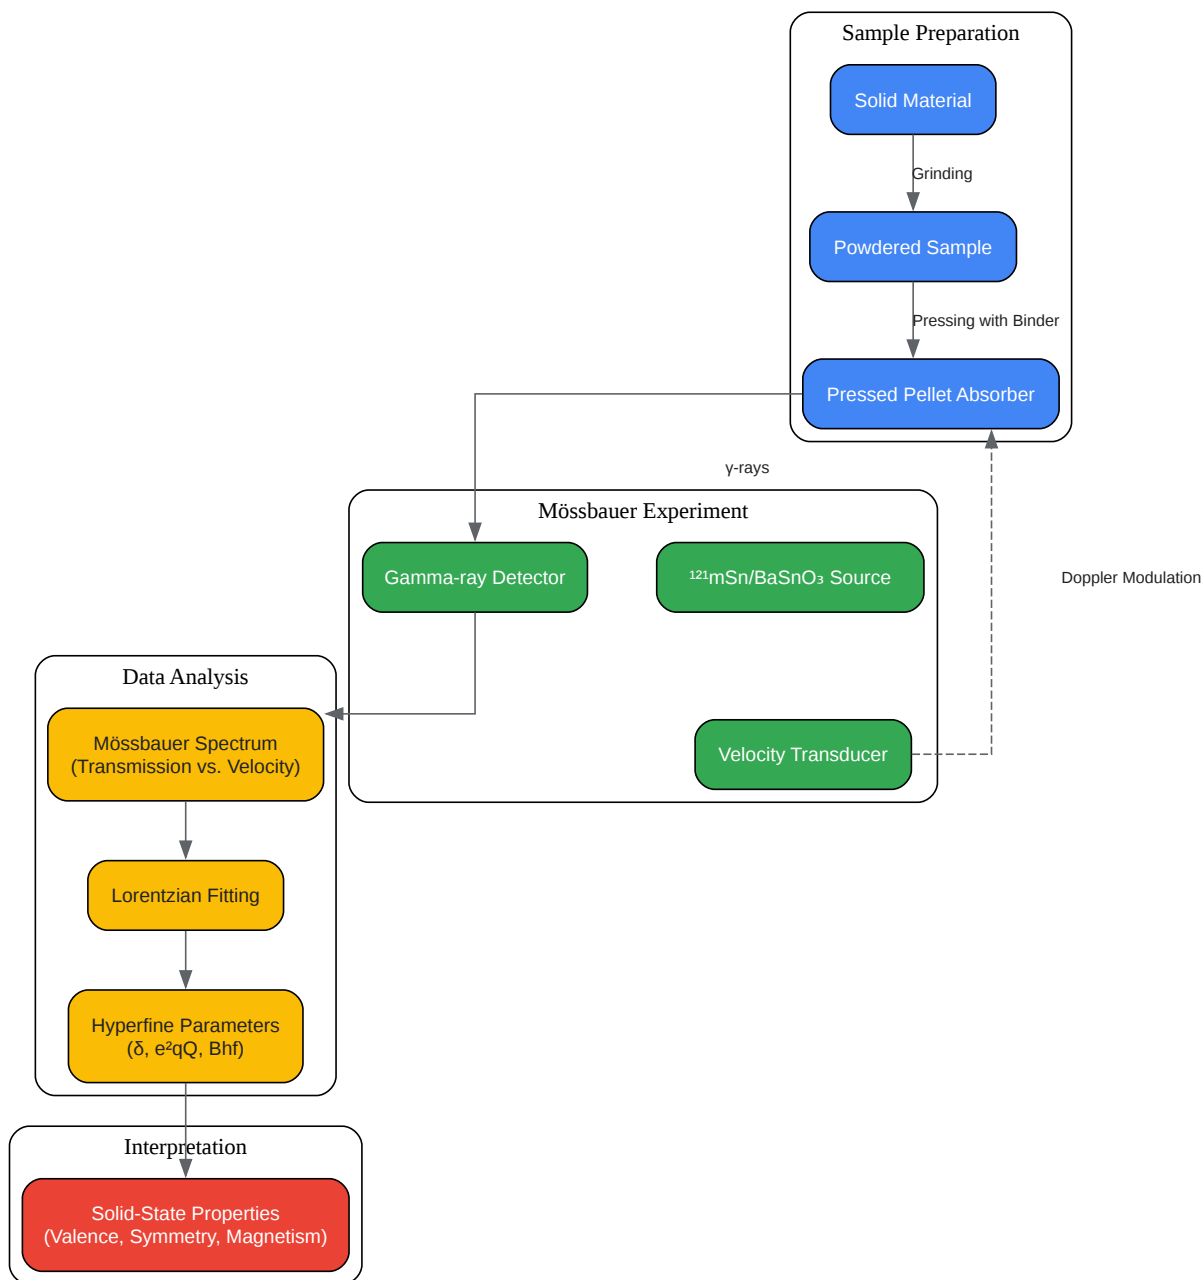 Sample Preparation
Solid Material
Grinding
Powdered Sample
Pressing with Binder
Pressed Pellet Absorber
γ-rays
Mössbauer Experiment
Gamma-ray Detector
¹²¹mSn/BaSnO₃ Source
Doppler Modulation
Velocity Transducer
Data Analysis
Mössbauer Spectrum
(Transmission vs. Velocity)
Lorentzian Fitting
Hyperfine Parameters
(δ, e²qQ, Bhf)
Interpretation
Solid-State Properties
(Valence, Symmetry, Magnetism)